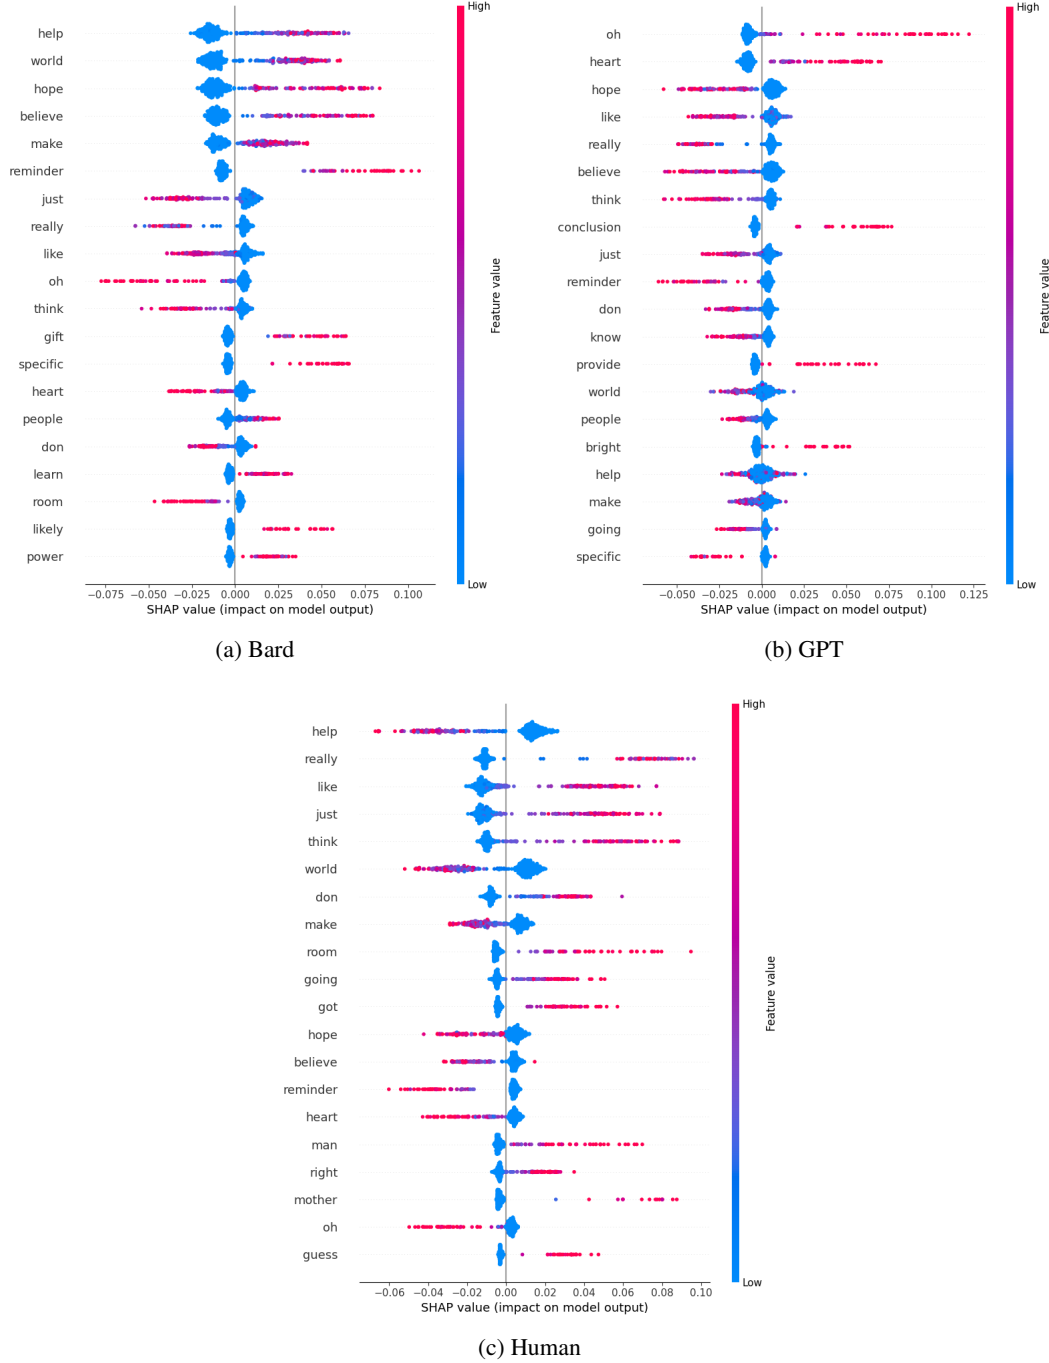 High
help
world
hope
believe
make
reminder
just
really
like
oh
think
gift
specific
heart
people
don
learn
room
likely
power
Low
Feature value
−0.075 −0.050 −0.025 0.000 0.025 0.050 0.075 0.100
SHAP value (impact on model output)
(a) Bard
High
oh
heart
hope
like
really
believe
think
conclusion
just
reminder
don
know
provide
world
people
bright
help
make
going
specific
Low
Feature value
−0.050 −0.025 0.000 0.025 0.050 0.075 0.100 0.125
SHAP value (impact on model output)
(b) GPT
High
help
really
like
just
think
world
don
make
room
going
got
hope
believe
reminder
heart
man
right
mother
oh
guess
Low
Feature value
−0.06 −0.04 −0.02 0.00 0.02 0.04 0.06 0.08 0.10
SHAP value (impact on model output)
(c) Human